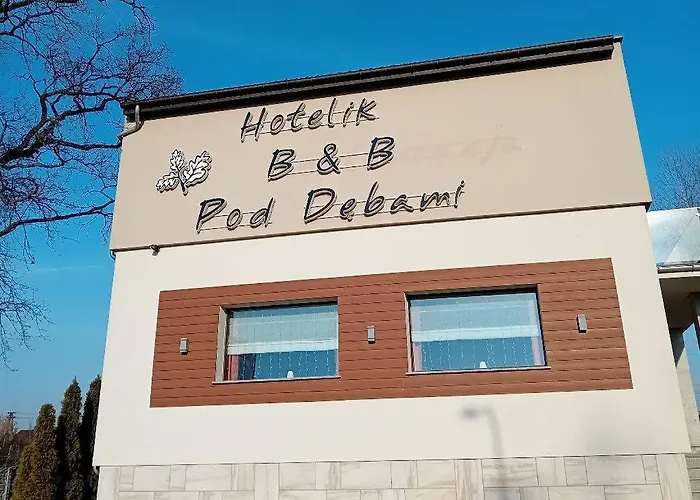 Hotelik
B & B
Pod Dębami